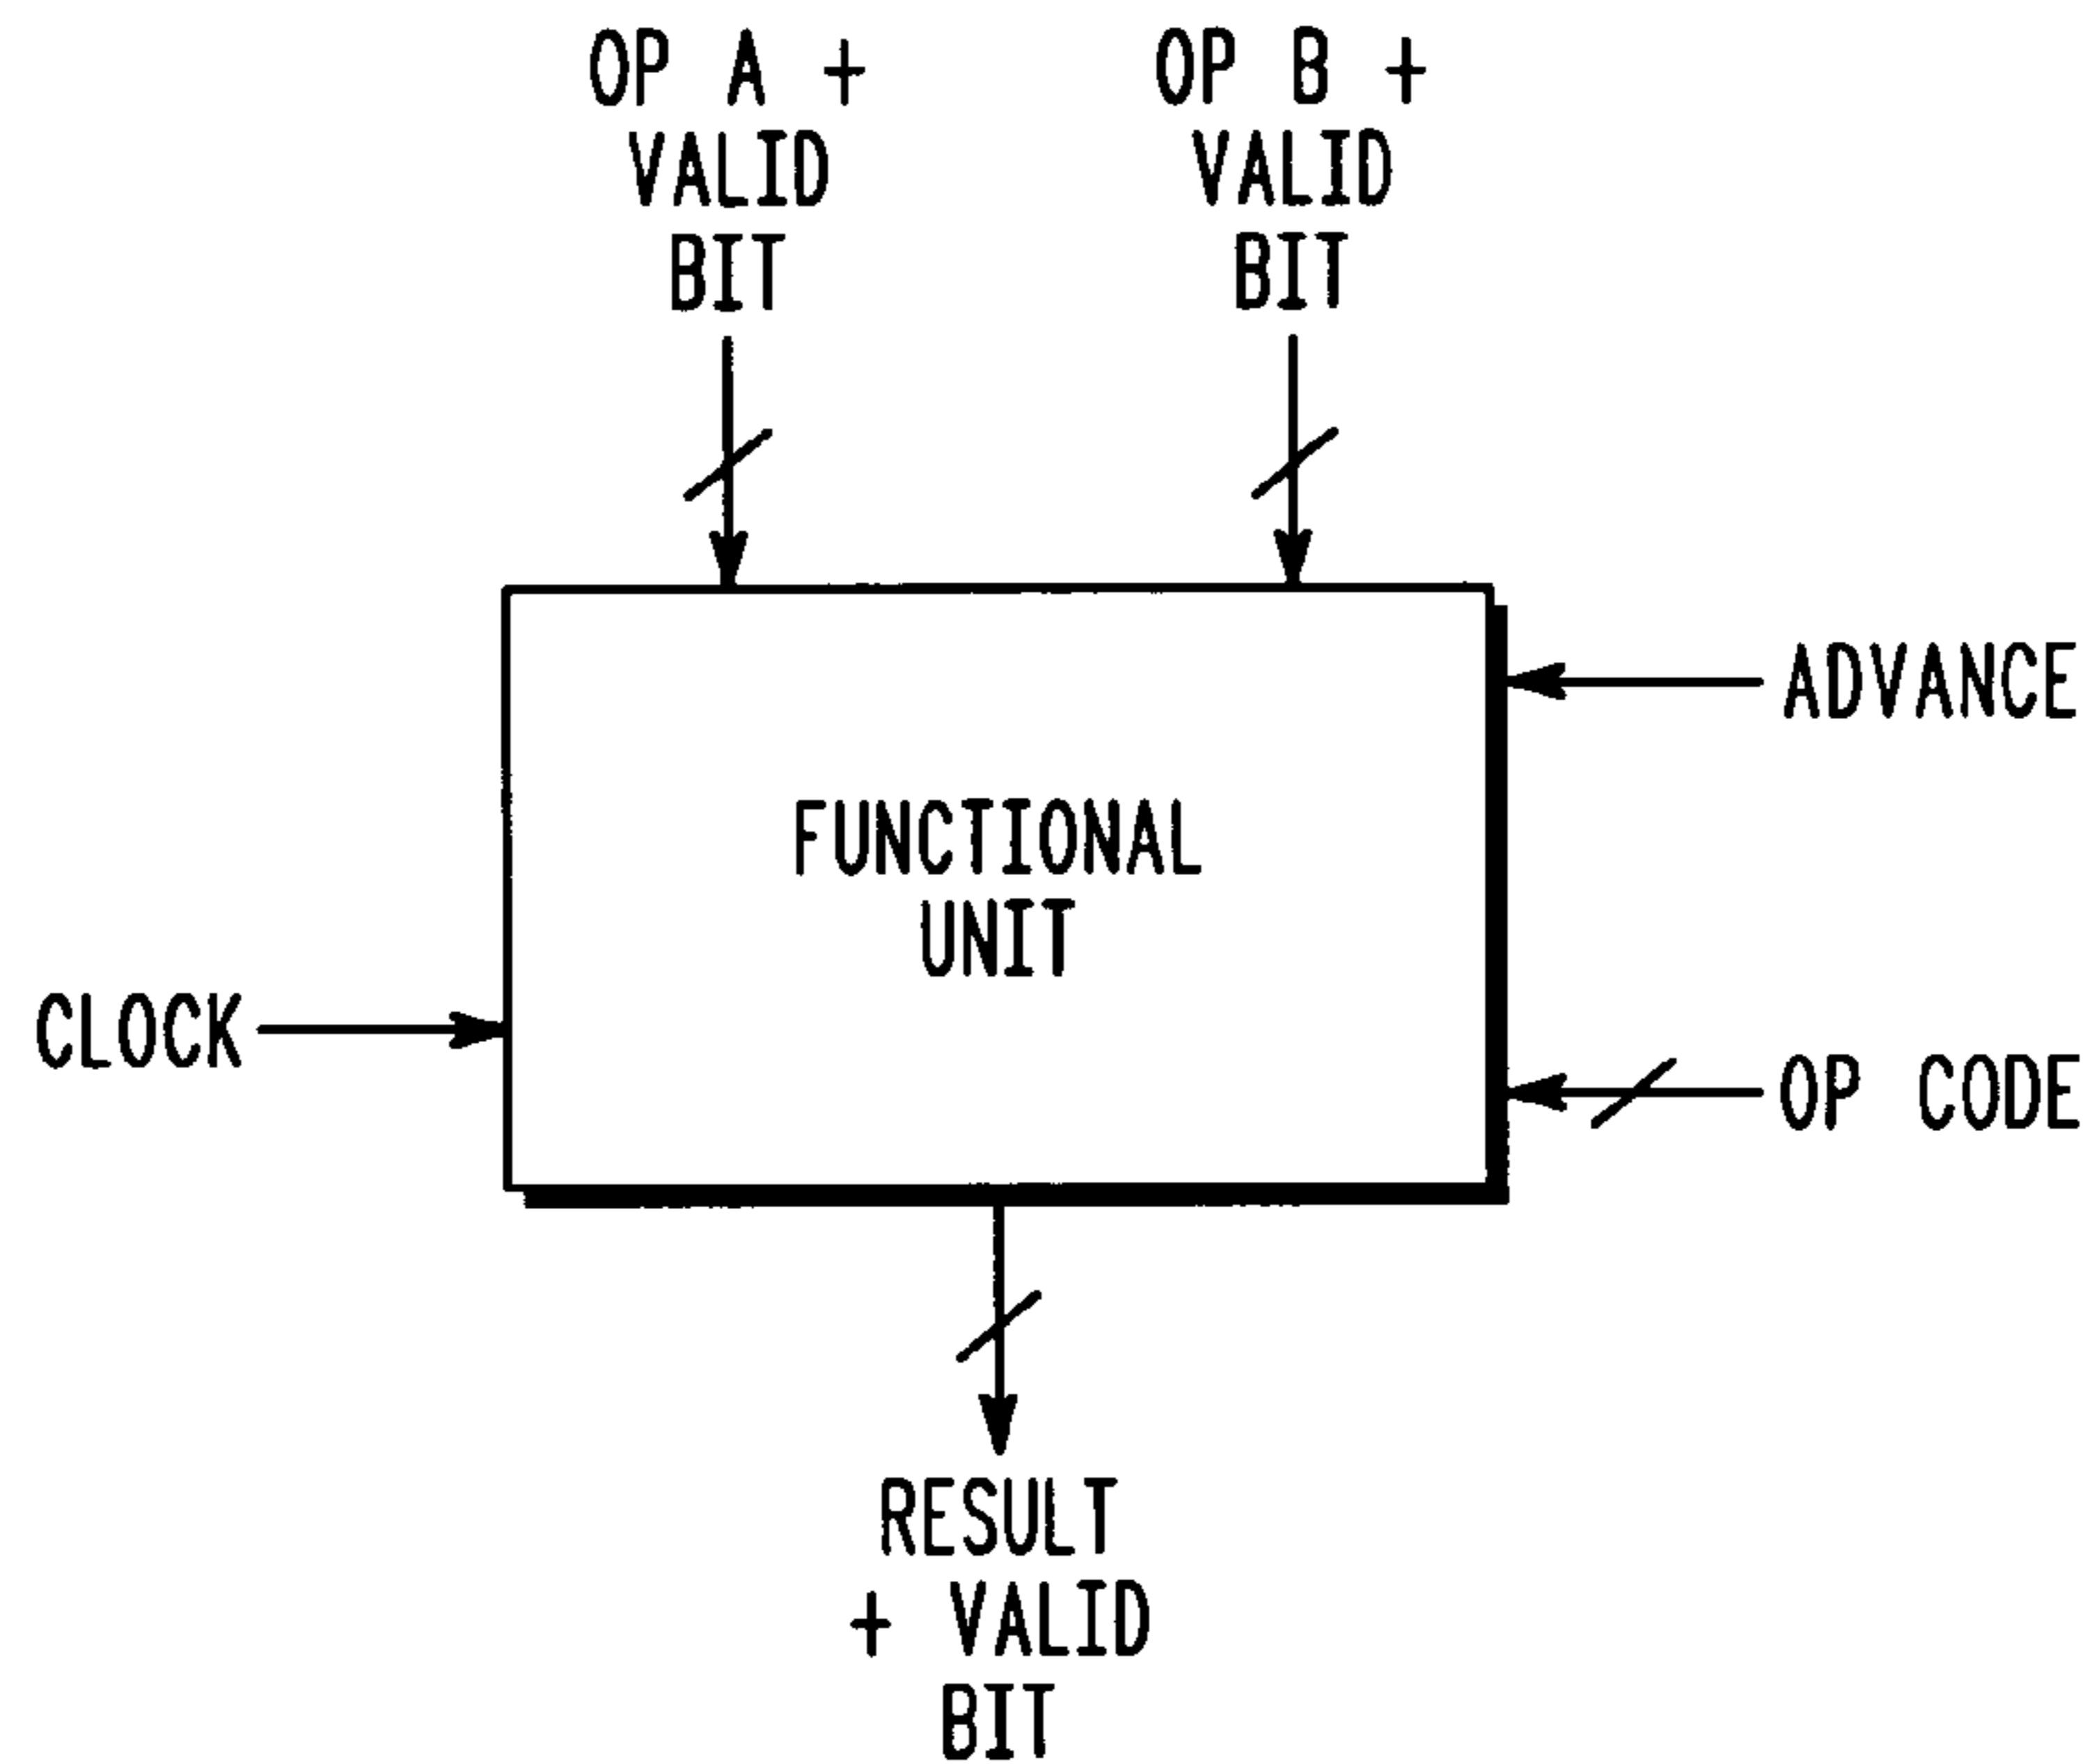 OP A +
VALID
BIT
OP B +
VALID
BIT
ADVANCE
FUNCTIONAL
UNIT
CLOCK
OP CODE
RESULT
+ VALID
BIT